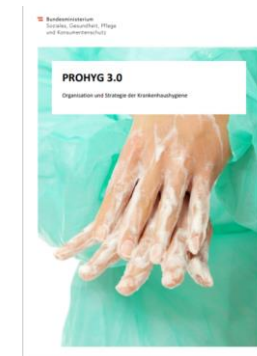 Bundesministerium
Soziales, Gesundheit, Pflege
und Konsumentenschutz
PROHYG 3.0
Organisation und Strategie der Krankenhaushygiene